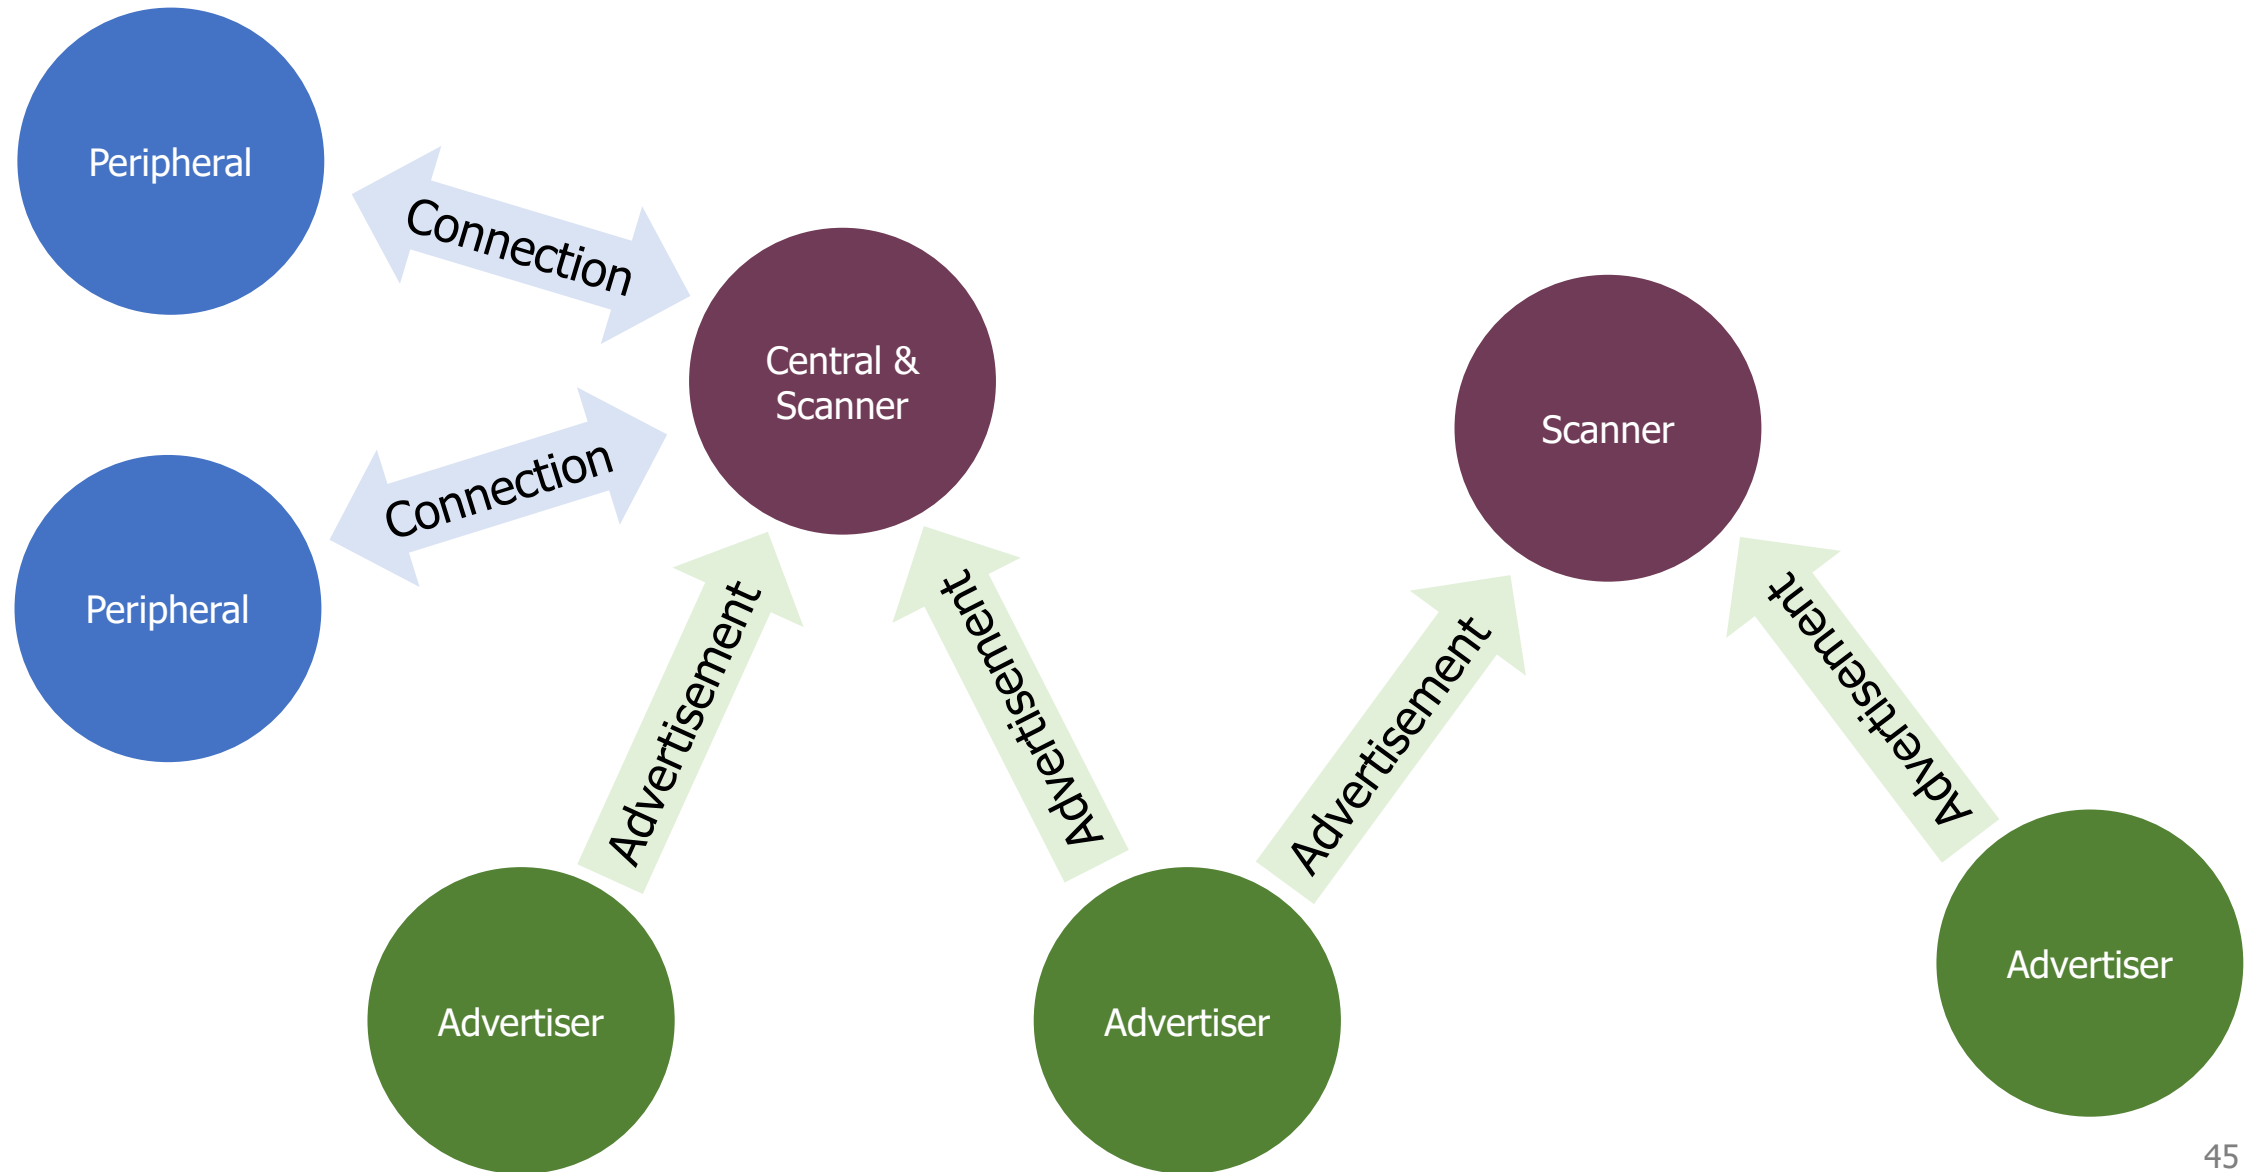 Peripheral
Connection
Central &
Scanner
Scanner
Connection
Peripheral
Advertisement
Advertisement
Advertisement
Advertisement
Advertiser
Advertiser
Advertiser
45